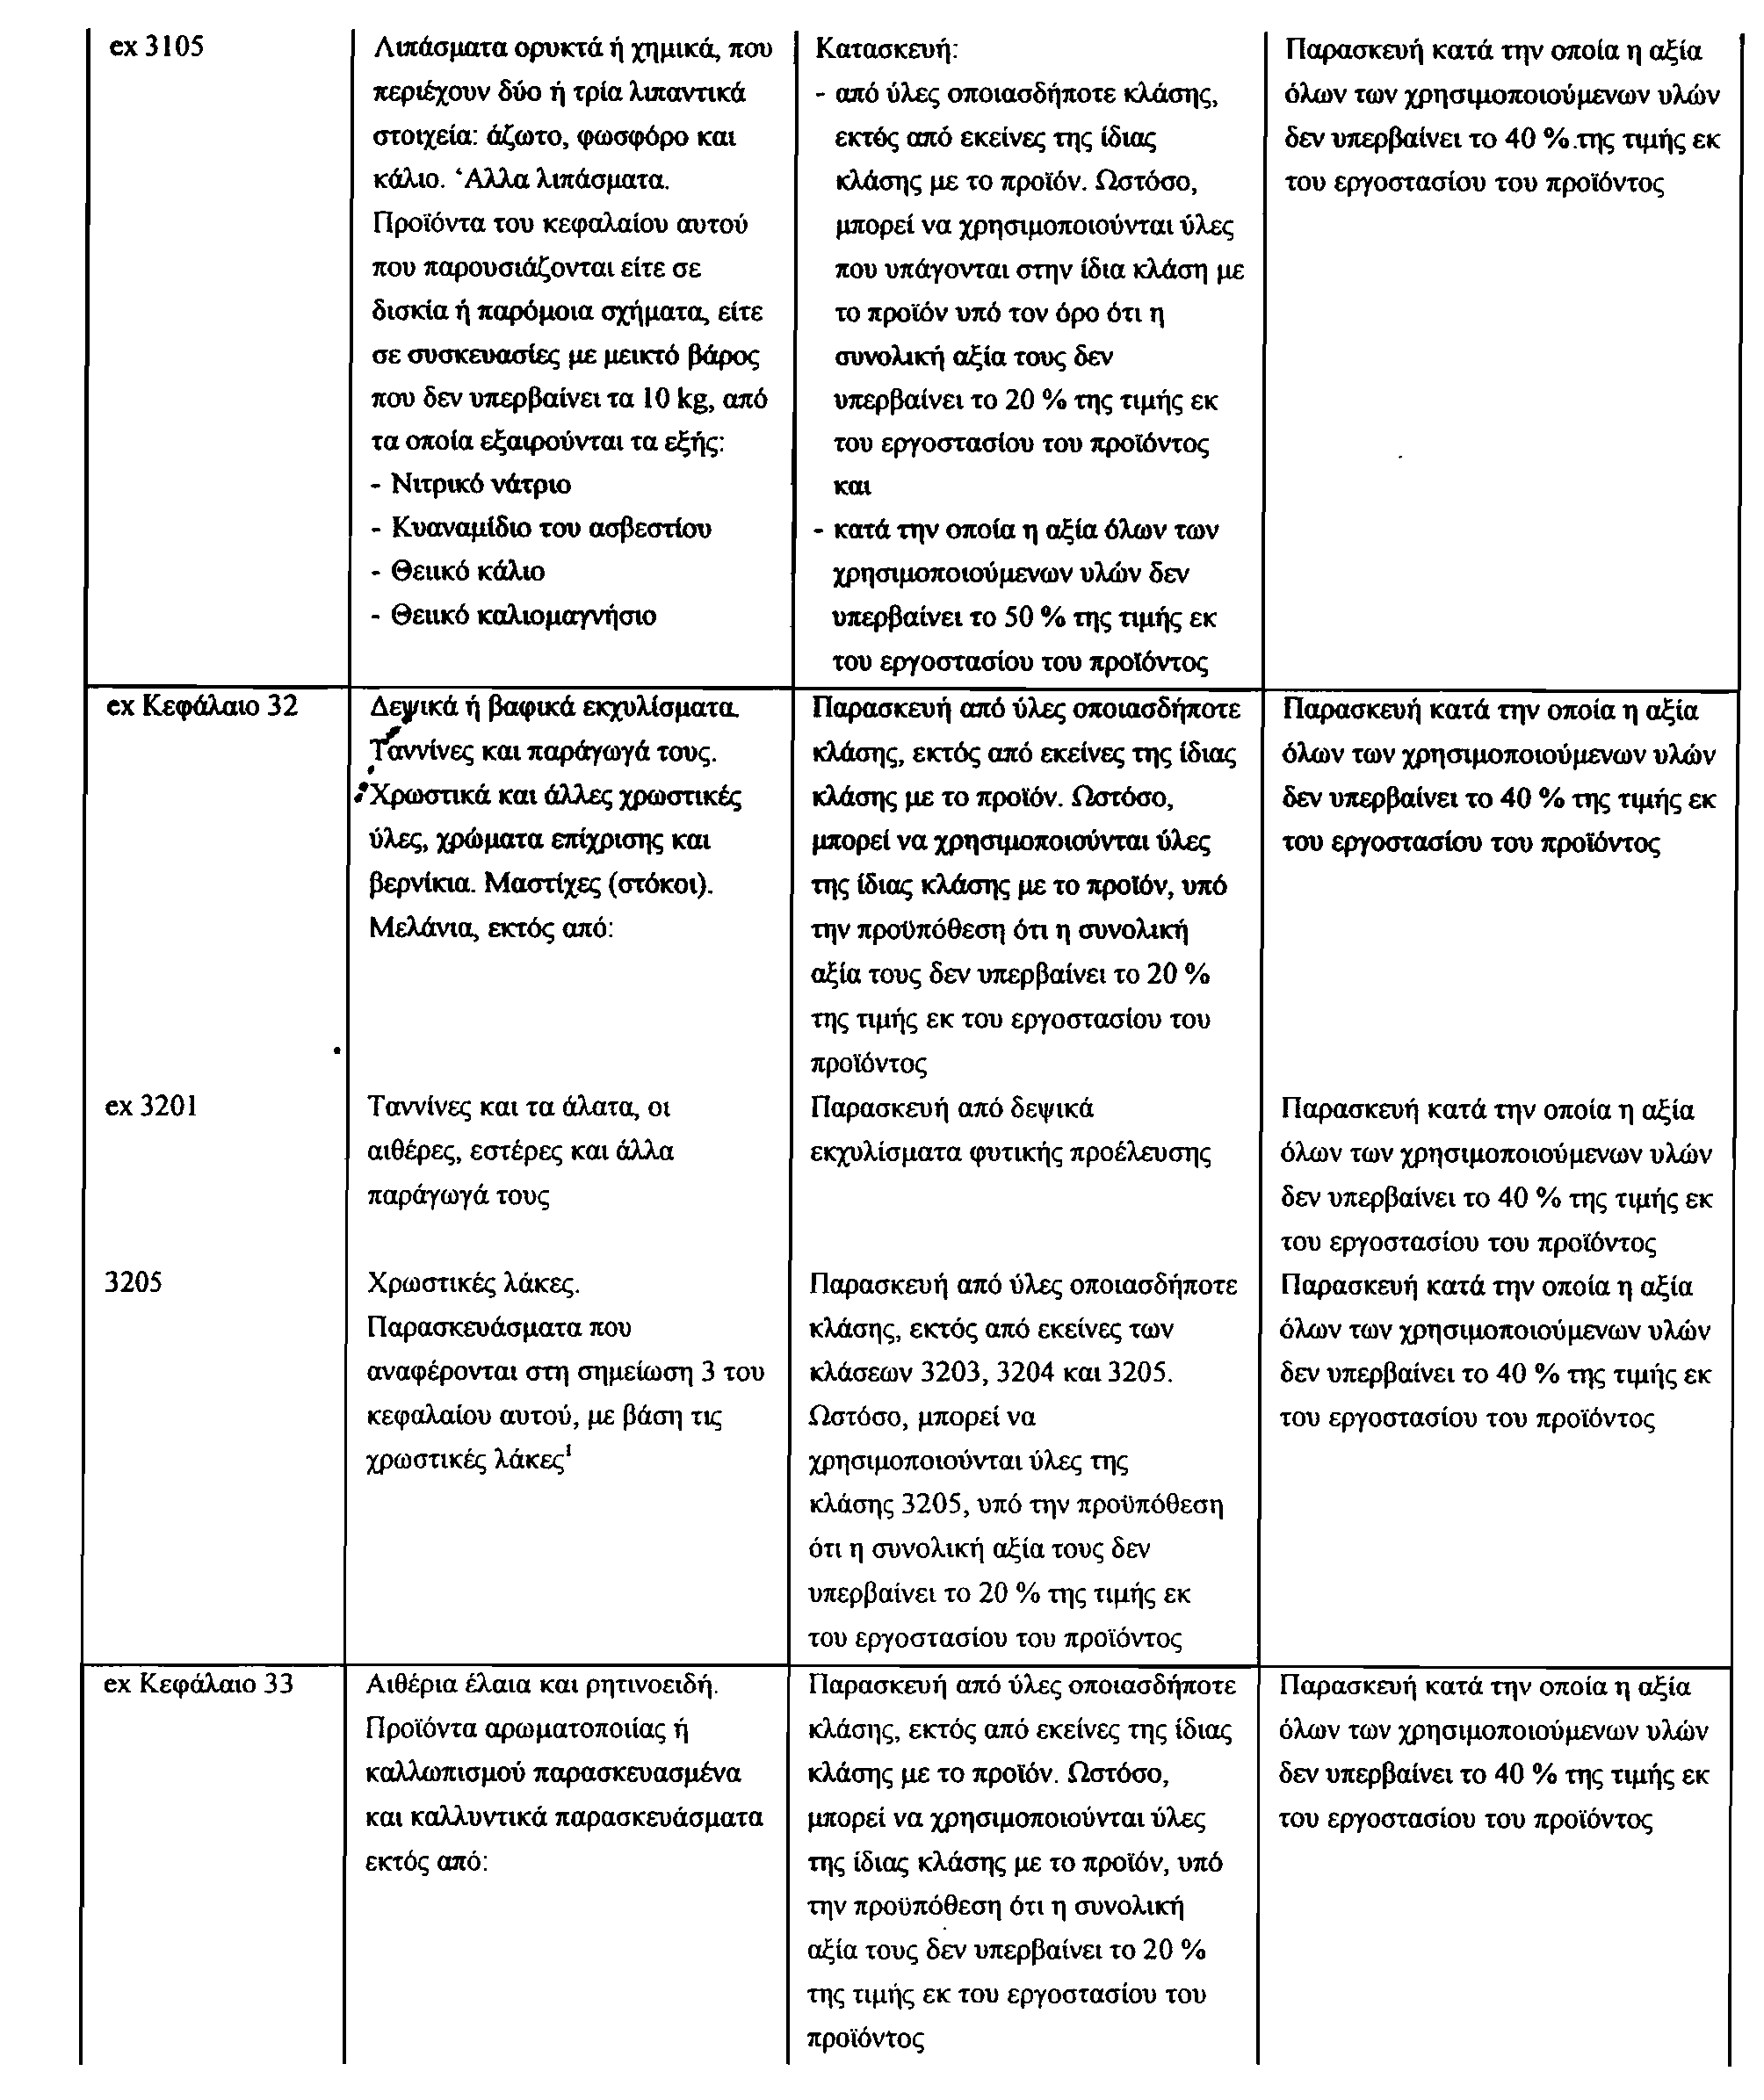 ex 3105
Λιπάσματα ορυκτά ή χημικά, που
περιέχουν δύο ή τρία λιπαντικά
στοιχεία: άζωτο, φωσφόρο και
κάλιο. ‘Αλλα λιπάσματα.
Προϊόντα του κεφαλαίου αυτού
που παρουσιάζονται είτε σε
δισκία ή παρόμοια σχήματα, είτε
σε συσκευασίες με μεικτό βάρος
που δεν υπερβαίνει τα 10 kg, από
τα οποία εξαιρούνται τα εξής:
- Νιτρικό νάτριο
- Κυαναμίδιο του ασβεστίου
- Θειικό κάλιο
- Θειικό καλιομαγνήσιο
Κατασκευή:
- από ύλες οποιασδήποτε κλάσης,
εκτός από εκείνες της ίδιας
κλάσης με το προϊόν. Ωστόσο,
μπορεί να χρησιμοποιούνται ύλες
που υπάγονται στην ίδια κλάση με
το προϊόν υπό τον όρο ότι η
συνολική αξία τους δεν
υπερβαίνει το 20 % της τιμής εκ
του εργοστασίου του προϊόντος
και
- κατά την οποία η αξία όλων των
χρησιμοποιούμενων υλών δεν
υπερβαίνει το 50 % της τιμής εκ
του εργοστασίου του προϊόντος
Παρασκευή κατά την οποία η αξία
όλων των χρησιμοποιούμενων υλών
δεν υπερβαίνει το 40 % της τιμής εκ
του εργοστασίου του προϊόντος
ex Κεφάλαιο 32
Δεψικά ή βαφικά εκχυλίσματα.
Ταννίνες και παράγωγά τους.
Χρωστικά και άλλες χρωστικές
ύλες, χρώματα επίχρισης και
βερνίκια. Μαστίχες (στόκοι).
Μελάνια, εκτός από:
Παρασκευή από ύλες οποιασδήποτε
κλάσης, εκτός από εκείνες της ίδιας
κλάσης με το προϊόν. Ωστόσο,
μπορεί να χρησιμοποιούνται ύλες
της ίδιας κλάσης με το προϊόν, υπό
την προϋπόθεση ότι η συνολική
αξία τους δεν υπερβαίνει το 20 %
της τιμής εκ του εργοστασίου του
προϊόντος
Παρασκευή κατά την οποία η αξία
όλων των χρησιμοποιούμενων υλών
δεν υπερβαίνει το 40 % της τιμής εκ
του εργοστασίου του προϊόντος
ex 3201
Ταννίνες και τα άλατα, οι
αιθέρες, εστέρες και άλλα
παράγωγά τους
Παρασκευή από δεψικά
εκχυλίσματα φυτικής προέλευσης
Παρασκευή κατά την οποία η αξία
όλων των χρησιμοποιούμενων υλών
δεν υπερβαίνει το 40 % της τιμής εκ
του εργοστασίου του προϊόντος
3205
Χρωστικές λάκες.
Παρασκευάσματα που
αναφέρονται στη σημείωση 3 του
κεφαλαίου αυτού, με βάση τις
χρωστικές λάκες¹
Παρασκευή από ύλες οποιασδήποτε
κλάσης, εκτός από εκείνες των
κλάσεων 3203, 3204 και 3205.
Ωστόσο, μπορεί να
χρησιμοποιούνται ύλες της
κλάσης 3205, υπό την προϋπόθεση
ότι η συνολική αξία τους δεν
υπερβαίνει το 20 % της τιμής εκ
του εργοστασίου του προϊόντος
Παρασκευή κατά την οποία η αξία
όλων των χρησιμοποιούμενων υλών
δεν υπερβαίνει το 40 % της τιμής εκ
του εργοστασίου του προϊόντος
ex Κεφάλαιο 33
Αιθέρια έλαια και ρητινοειδή.
Προϊόντα αρωματοποιίας ή
καλλωπισμού παρασκευασμένα
και καλλυντικά παρασκευάσματα
εκτός από:
Παρασκευή από ύλες οποιασδήποτε
κλάσης, εκτός από εκείνες της ίδιας
κλάσης με το προϊόν. Ωστόσο,
μπορεί να χρησιμοποιούνται ύλες
της ίδιας κλάσης με το προϊόν, υπό
την προϋπόθεση ότι η συνολική
αξία τους δεν υπερβαίνει το 20 %
της τιμής εκ του εργοστασίου του
προϊόντος
Παρασκευή κατά την οποία η αξία
όλων των χρησιμοποιούμενων υλών
δεν υπερβαίνει το 40 % της τιμής εκ
του εργοστασίου του προϊόντος